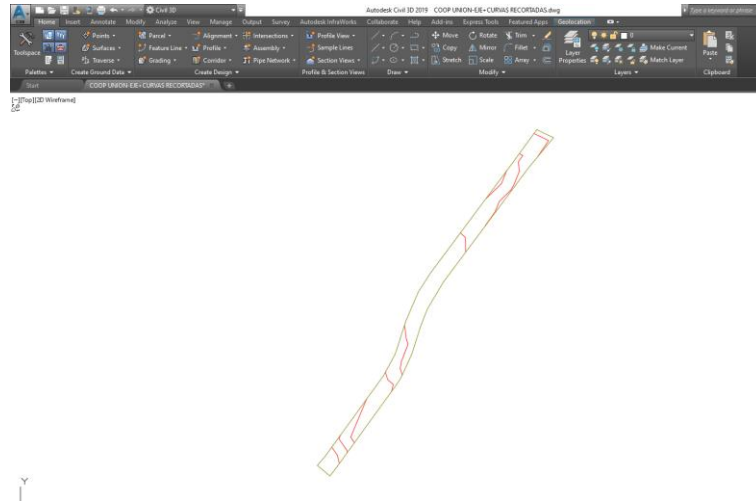 Civil 3D
Autodesk Civil 3D 2019 COOP UNION-EJE+CURVAS RECORTADAS.dwg
Type a keyword or phrase
Home Insert Annotate Modify Analyze View Manage Output Survey Autodesk InfraWorks Collaborate Help Add-ins Express Tools Featured Apps Geolocation
Points Parcel Alignment Intersections Profile View Move Rotate Trim 0
Toolspace Surfaces Feature Line Profile Assembly Sample Lines Copy Mirror Fillet Layer Properties Make Current Paste
Traverse Grading Corridor Pipe Network Section Views Stretch Scale Array Match Layer
Palettes Create Ground Data Create Design Profile & Section Views Draw Modify Layers Clipboard
Start COOP UNION-EJE+CURVAS RECORTADAS*
[-][Top][2D Wireframe]
Y